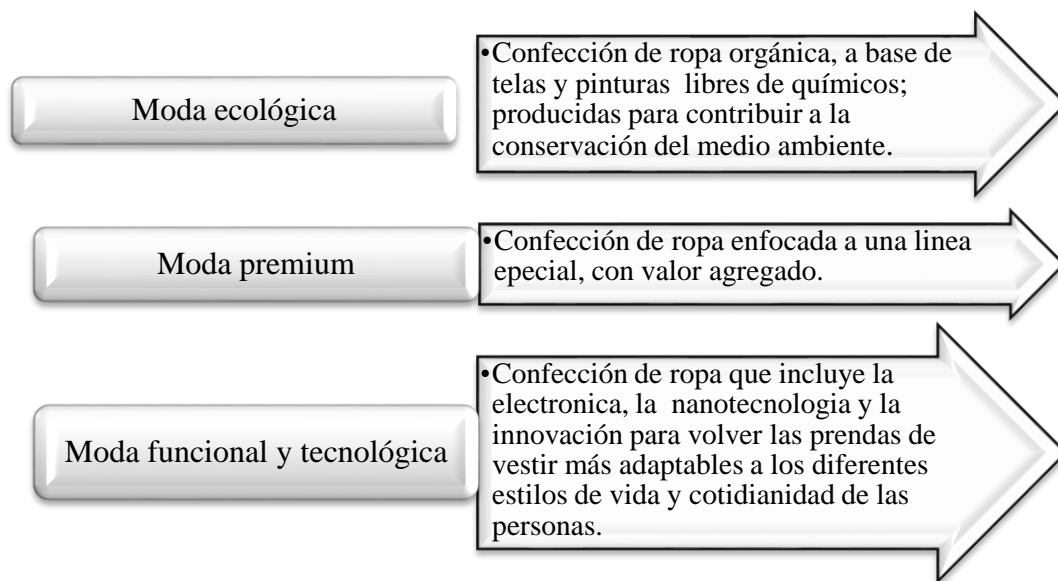 Moda ecológica
•Confección de ropa orgánica, a base de
telas y pinturas libres de químicos;
producidas para contribuir a la
conservación del medio ambiente.
Moda premium
•Confección de ropa enfocada a una linea
epecial, con valor agregado.
Moda funcional y tecnológica
•Confección de ropa que incluye la
electronica, la nanotecnologia y la
innovación para volver las prendas de
vestir más adaptables a los diferentes
estilos de vida y cotidianidad de las
personas.